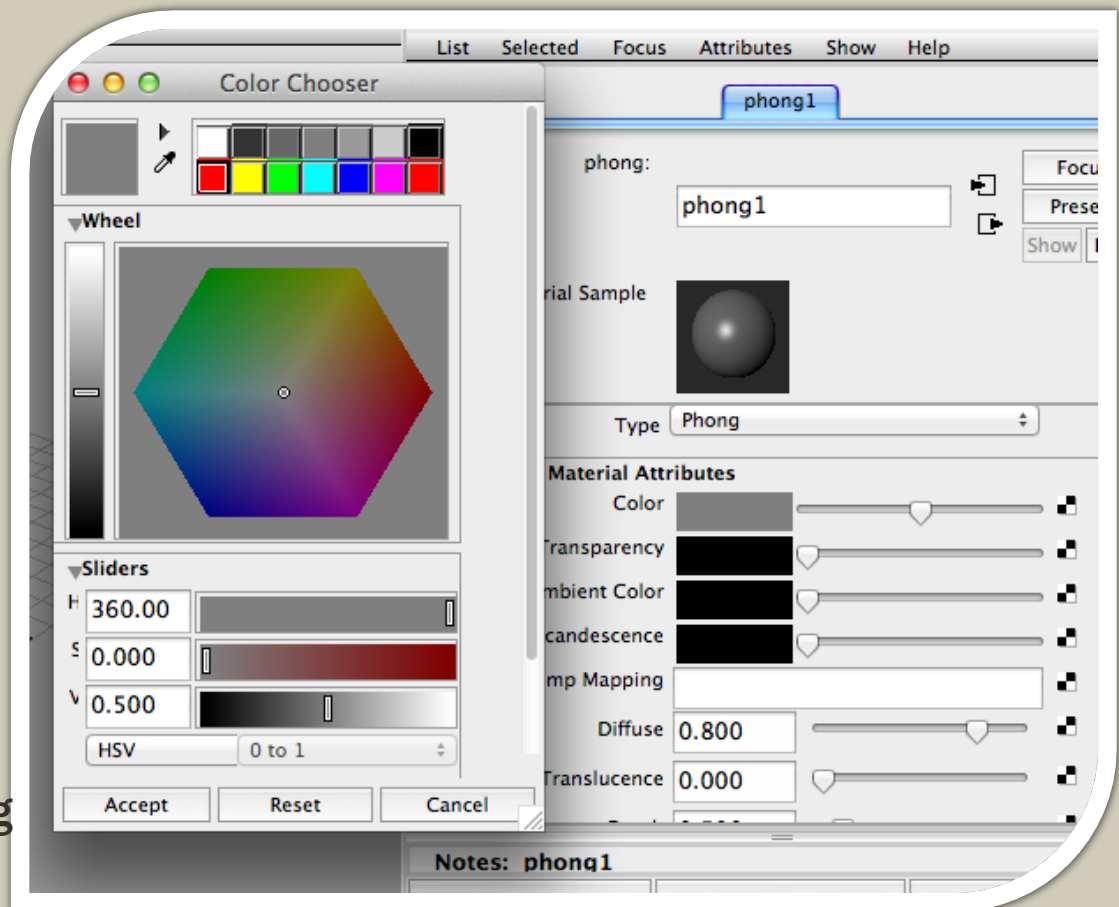 List Selected Focus Attributes Show Help
Color Chooser
phong1
phong:
phong1
Focu
Prese
Show
Wheel
rial Sample
Type Phong
Material Attributes
Color
Transparency
mbient Color
candescence
mp Mapping
Diffuse 0.800
Translucence 0.000
Sliders
H 360.00
S 0.000
V 0.500
HSV 0 to 1
Accept Reset Cancel
g
Notes: phong1